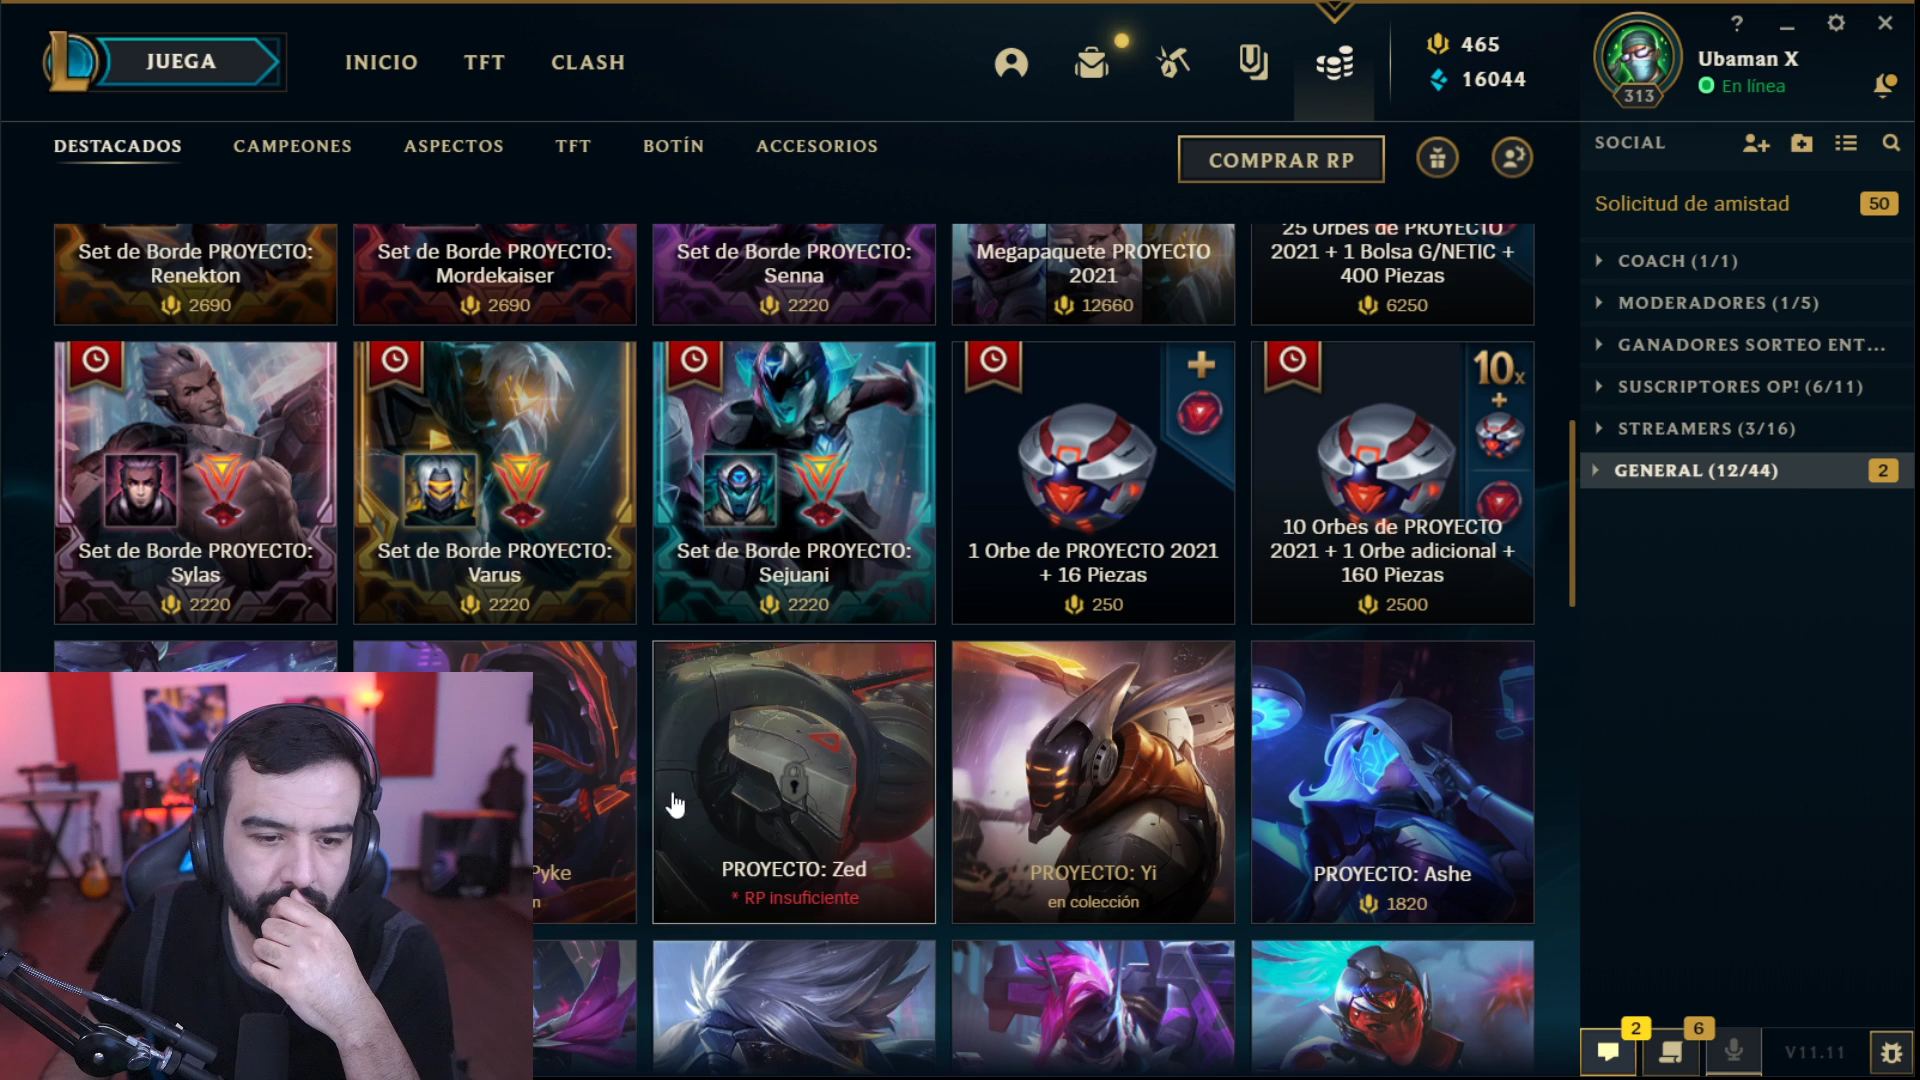 JUEGA
INICIO
TFT
CLASH
465
16044
313
Ubaman X
En línea
DESTACADOS
CAMPEONES
ASPECTOS
TFT
BOTÍN
ACCESORIOS
COMPRAR RP
SOCIAL
Solicitud de amistad
50
COACH (1/1)
MODERADORES (1/5)
GANADORES SORTEO ENT...
SUSCRIPTORES OP! (6/11)
STREAMERS (3/16)
GENERAL (12/44)
2
Set de Borde PROYECTO:
Renekton
2690
Set de Borde PROYECTO:
Mordekaiser
2690
Set de Borde PROYECTO:
Senna
2220
Megapaquete PROYECTO
2021
12660
25 Orbes de PROYECTO
2021 + 1 Bolsa G/NETIC +
400 Piezas
6250
Set de Borde PROYECTO:
Sylas
2220
Set de Borde PROYECTO:
Varus
2220
Set de Borde PROYECTO:
Sejuani
2220
+
1 Orbe de PROYECTO 2021
+ 16 Piezas
250
10x
+
10 Orbes de PROYECTO
2021 + 1 Orbe adicional +
160 Piezas
2500
Pyke
n
PROYECTO: Zed
* RP insuficiente
PROYECTO: Yi
en colección
PROYECTO: Ashe
1820
2
6
V11.11